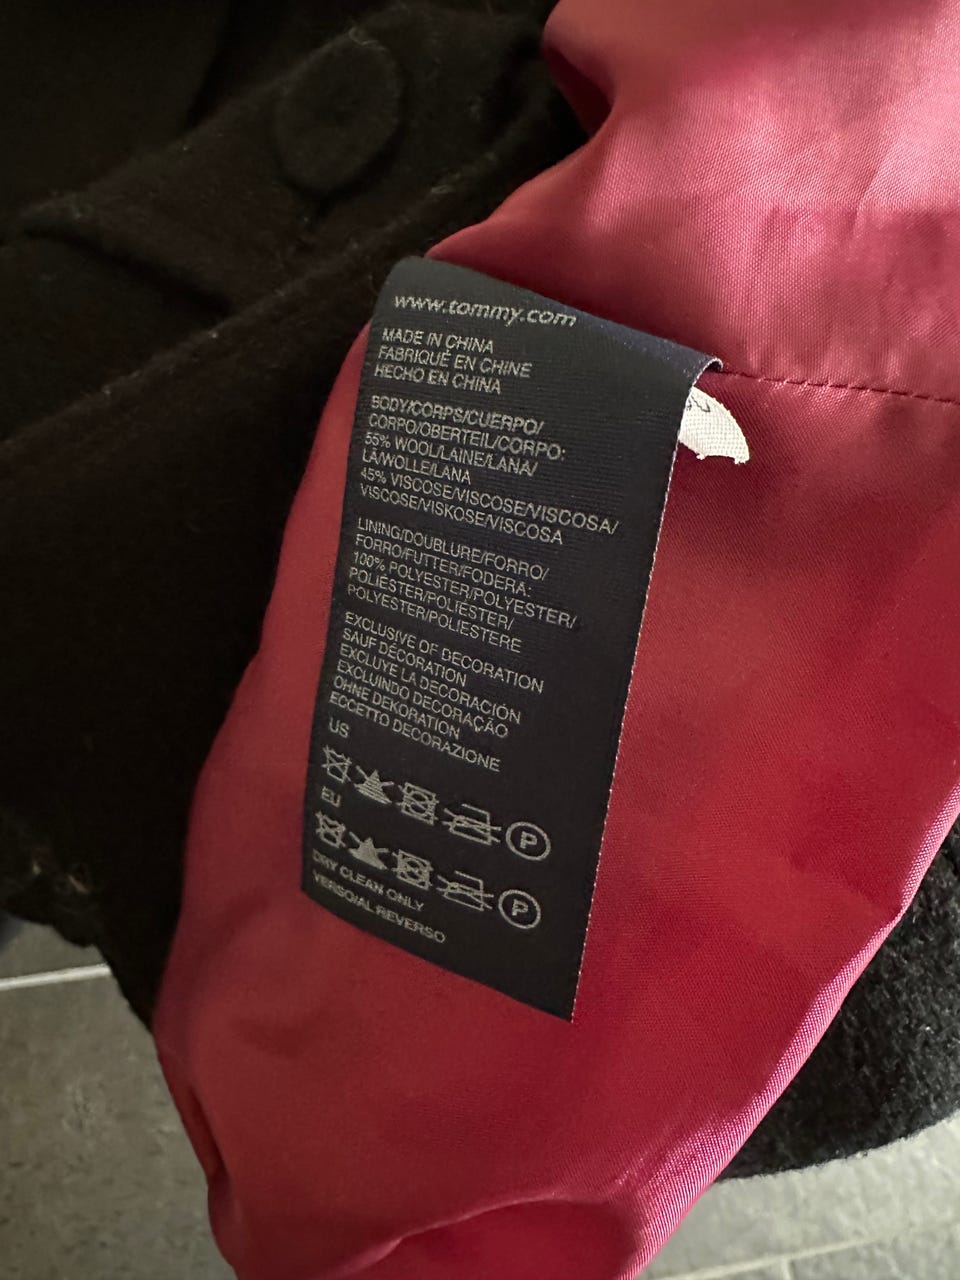 www.tommy.com
MADE IN CHINA
FABRIQUÉ EN CHINE
HECHO EN CHINA
BODY/CORPS/CUERPO/
CORPO/OBERTEIL/CORPO:
55% WOOL/LAINE/LANA/
LÃ/WOLLE/LANA
45% VISCOSE/VISCOSE/VISCOSA/
VISCOSE/VISKOSE/VISCOSA
LINING/DOUBLURE/FORRO/
FORRO/FUTTER/FODERA:
100% POLYESTER/POLYESTER/
POLIÉSTER/POLIÉSTER/
POLYESTER/POLIESTERE
EXCLUSIVE OF DECORATION
SAUF DÉCORATION
EXCLUYE LA DECORACIÓN
EXCLUINDO DECORAÇÃO
OHNE DEKORATION
ECCETTO DECORAZIONE
US
P
EU
P
DRY CLEAN ONLY
VERSO/AL REVERSO